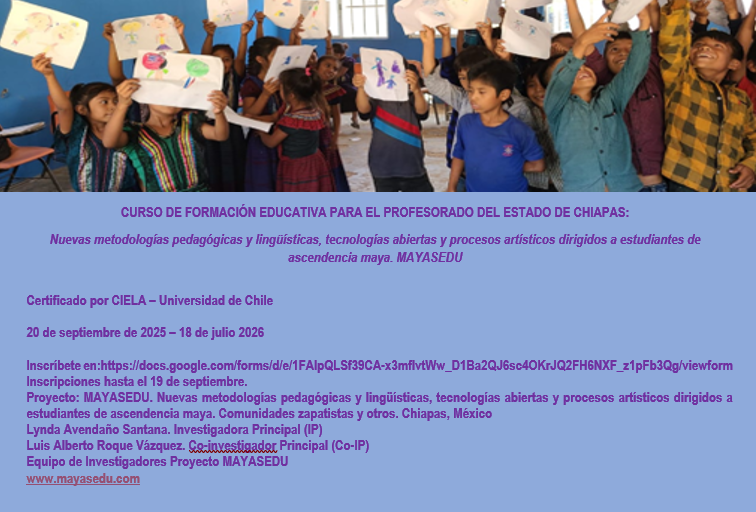 CURSO DE FORMACIÓN EDUCATIVA PARA EL PROFESORADO DEL ESTADO DE CHIAPAS:
Nuevas metodologías pedagógicas y lingüísticas, tecnologías abiertas y procesos artísticos dirigidos a estudiantes de
ascendencia maya. MAYASEDU
Certificado por CIELA – Universidad de Chile
20 de septiembre de 2025 – 18 de julio 2026
Inscríbete en:https://docs.google.com/forms/d/e/1FAIpQLSf39CA-x3mflvtWw_D1Ba2QJ6sc4OKrJQ2FH6NXF_z1pFb3Qg/viewform
Inscripciones hasta el 19 de septiembre.
Proyecto: MAYASEDU. Nuevas metodologías pedagógicas y lingüísticas, tecnologías abiertas y procesos artísticos dirigidos a
estudiantes de ascendencia maya. Comunidades zapatistas y otros. Chiapas, México
Lynda Avendaño Santana. Investigadora Principal (IP)
Luis Alberto Roque Vázquez. Co-investigador Principal (Co-IP)
Equipo de Investigadores Proyecto MAYASEDU
www.mayasedu.com